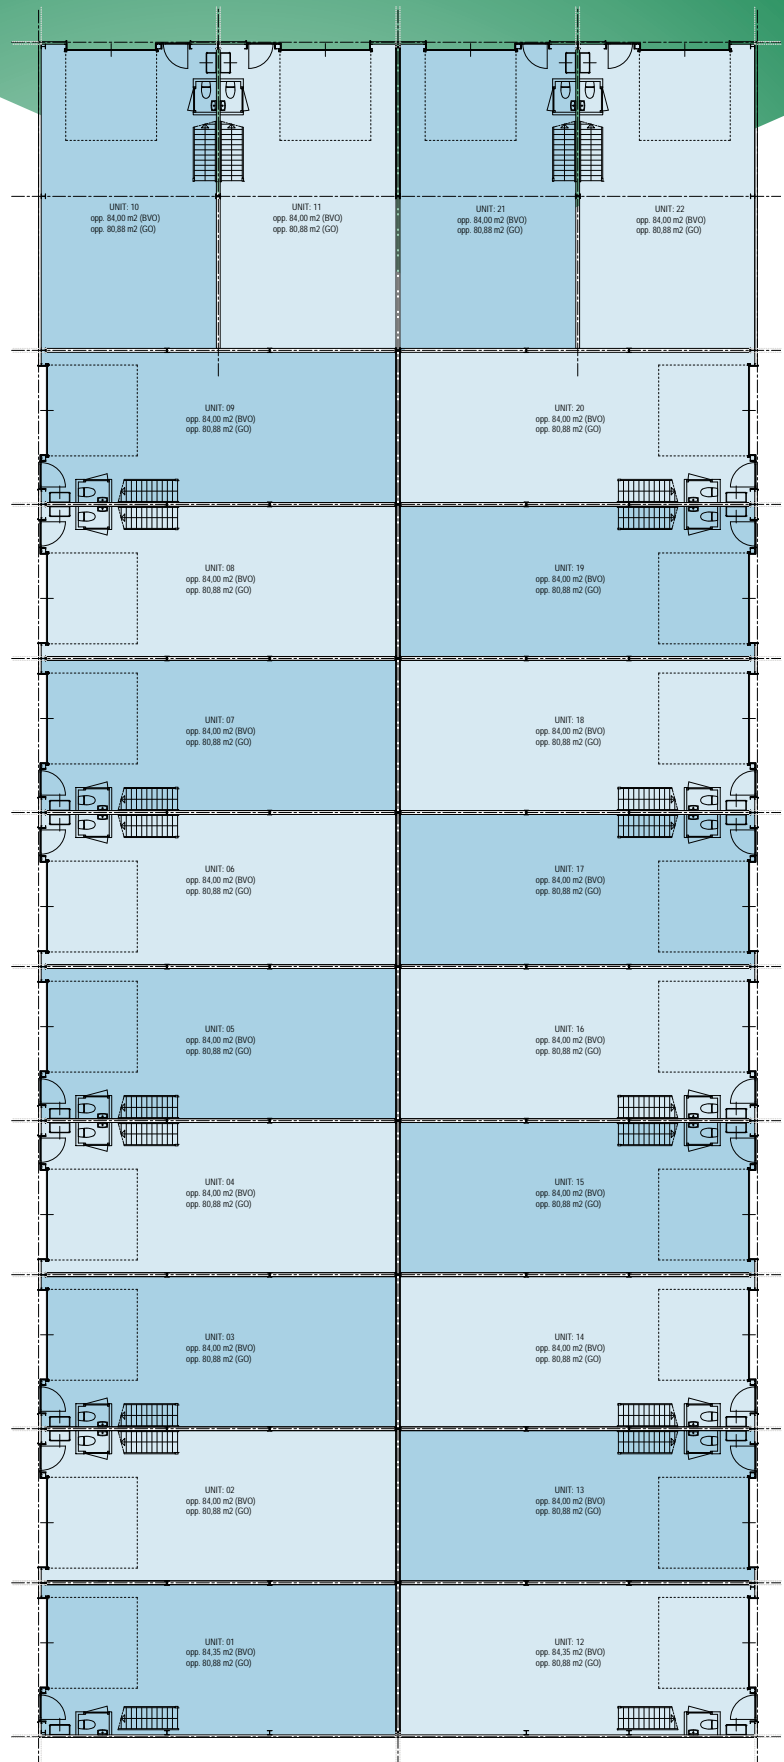 UNIT: 10
opp. 84,00 m2 (BVO)
opp. 80,88 m2 (GO)
UNIT: 11
opp. 84,00 m2 (BVO)
opp. 80,88 m2 (GO)
UNIT: 21
opp. 84,00 m2 (BVO)
opp. 80,88 m2 (GO)
UNIT: 22
opp. 84,00 m2 (BVO)
opp. 80,88 m2 (GO)
UNIT: 09
opp. 84,00 m2 (BVO)
opp. 80,88 m2 (GO)
UNIT: 20
opp. 84,00 m2 (BVO)
opp. 80,88 m2 (GO)
UNIT: 08
opp. 84,00 m2 (BVO)
opp. 80,88 m2 (GO)
UNIT: 19
opp. 84,00 m2 (BVO)
opp. 80,88 m2 (GO)
UNIT: 07
opp. 84,00 m2 (BVO)
opp. 80,88 m2 (GO)
UNIT: 18
opp. 84,00 m2 (BVO)
opp. 80,88 m2 (GO)
UNIT: 06
opp. 84,00 m2 (BVO)
opp. 80,88 m2 (GO)
UNIT: 17
opp. 84,00 m2 (BVO)
opp. 80,88 m2 (GO)
UNIT: 05
opp. 84,00 m2 (BVO)
opp. 80,88 m2 (GO)
UNIT: 16
opp. 84,00 m2 (BVO)
opp. 80,88 m2 (GO)
UNIT: 04
opp. 84,00 m2 (BVO)
opp. 80,88 m2 (GO)
UNIT: 15
opp. 84,00 m2 (BVO)
opp. 80,88 m2 (GO)
UNIT: 03
opp. 84,00 m2 (BVO)
opp. 80,88 m2 (GO)
UNIT: 14
opp. 84,00 m2 (BVO)
opp. 80,88 m2 (GO)
UNIT: 02
opp. 84,00 m2 (BVO)
opp. 80,88 m2 (GO)
UNIT: 13
opp. 84,00 m2 (BVO)
opp. 80,88 m2 (GO)
UNIT: 01
opp. 84,35 m2 (BVO)
opp. 80,88 m2 (GO)
UNIT: 12
opp. 84,35 m2 (BVO)
opp. 80,88 m2 (GO)